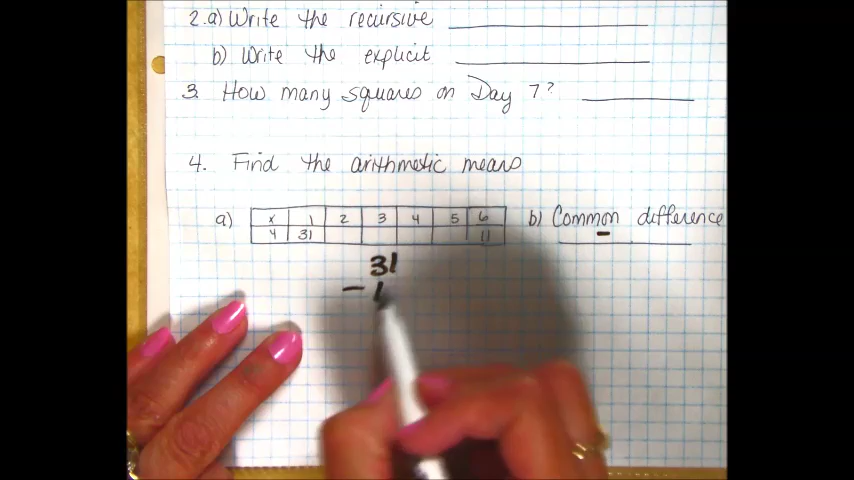 2.a) Write the recursive
b) Write the explicit
3. How many squares on Day 7?
4. Find the arithmetic means
a) x 1 2 3 4 5 6 b) Common difference
4 31 11
31
- 1